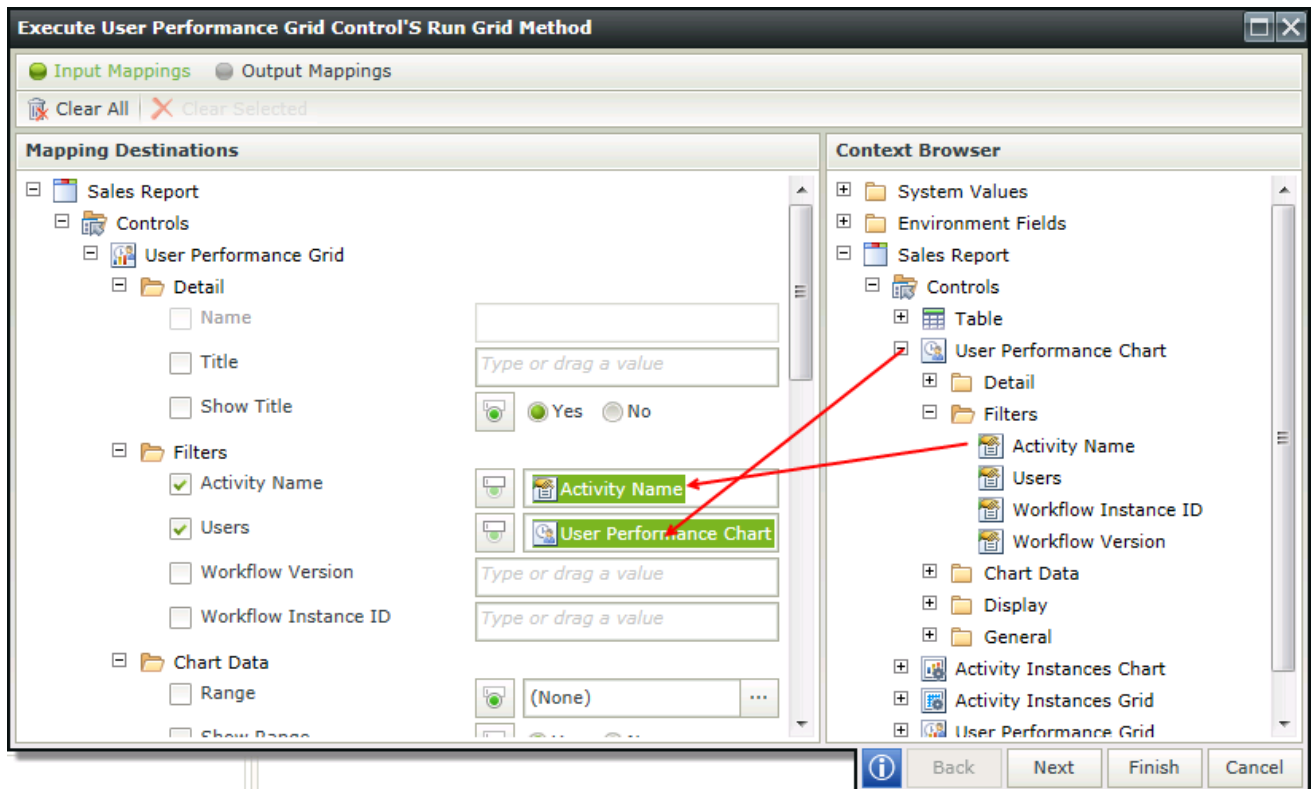 Execute User Performance Grid Control'S Run Grid Method
Input Mappings Output Mappings
Clear All Clear Selected
Mapping Destinations
Sales Report
Controls
User Performance Grid
Detail
Name
Title Type or drag a value
Show Title Yes No
Filters
Activity Name Activity Name
Users User Performance Chart
Workflow Version Type or drag a value
Workflow Instance ID Type or drag a value
Chart Data
Range (None) ...
Show Range
Context Browser
System Values
Environment Fields
Sales Report
Controls
Table
User Performance Chart
Detail
Filters
Activity Name
Users
Workflow Instance ID
Workflow Version
Chart Data
Display
General
Activity Instances Chart
Activity Instances Grid
User Performance Grid
Back Next Finish Cancel